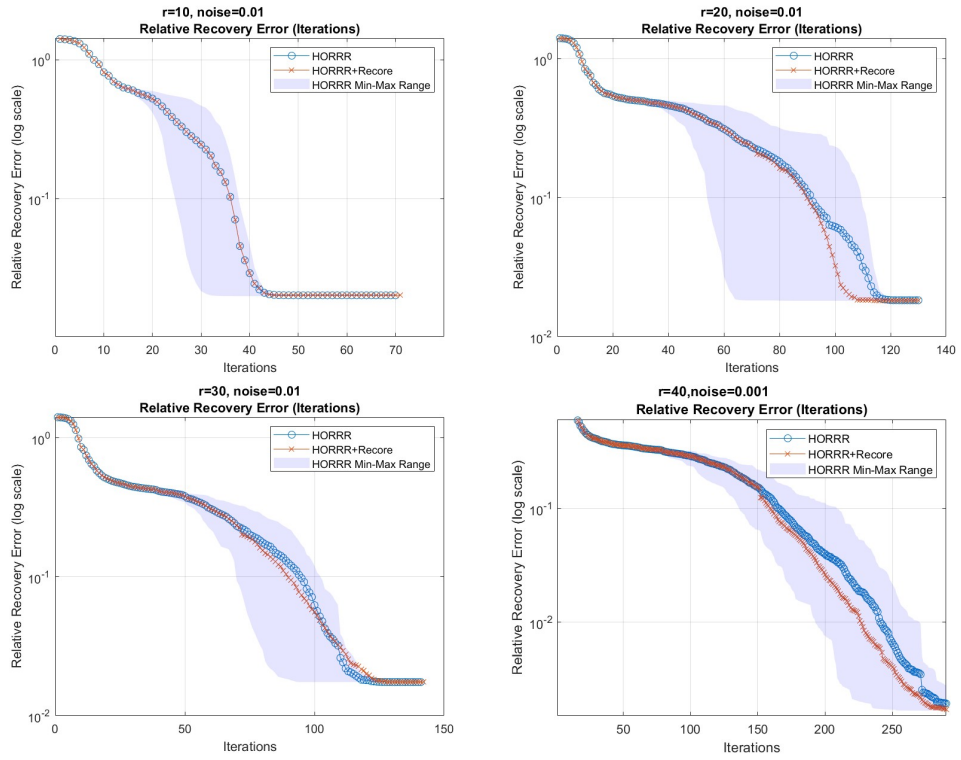 r=10, noise=0.01
Relative Recovery Error (Iterations)
Relative Recovery Error (log scale)
10^0
10^-1
HORRR
HORRR+Recore
HORRR Min-Max Range
0 10 20 30 40 50 60 70
Iterations
r=20, noise=0.01
Relative Recovery Error (Iterations)
Relative Recovery Error (log scale)
10^0
10^-1
10^-2
HORRR
HORRR+Recore
HORRR Min-Max Range
0 20 40 60 80 100 120 140
Iterations
r=30, noise=0.01
Relative Recovery Error (Iterations)
Relative Recovery Error (log scale)
10^0
10^-1
10^-2
HORRR
HORRR+Recore
HORRR Min-Max Range
0 50 100 150
Iterations
r=40,noise=0.001
Relative Recovery Error (Iterations)
Relative Recovery Error (log scale)
10^-1
10^-2
HORRR
HORRR+Recore
HORRR Min-Max Range
50 100 150 200 250
Iterations